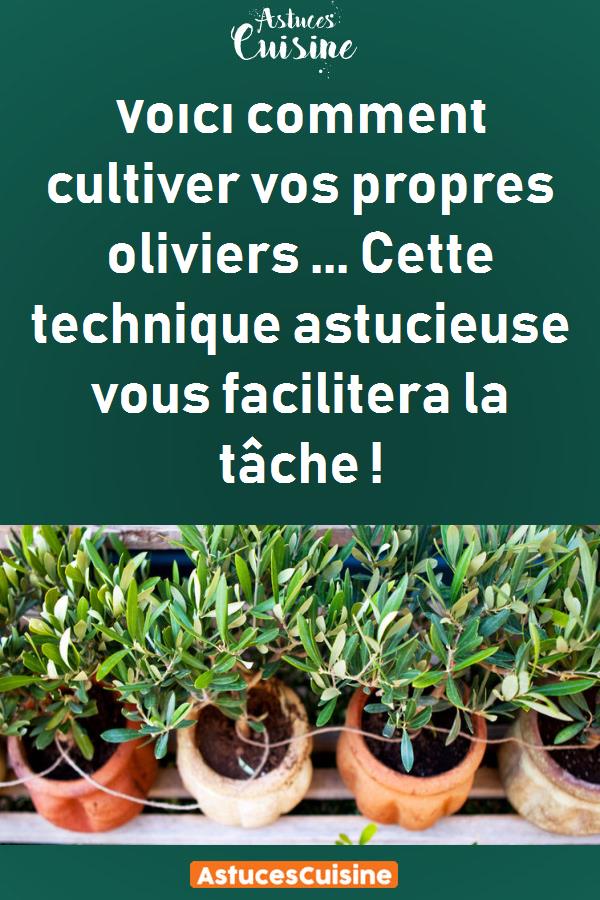 Astuces
Cuisine
Voici comment
cultiver vos propres
oliviers ... Cette
technique astucieuse
vous facilitera la
tâche !
AstucesCuisine